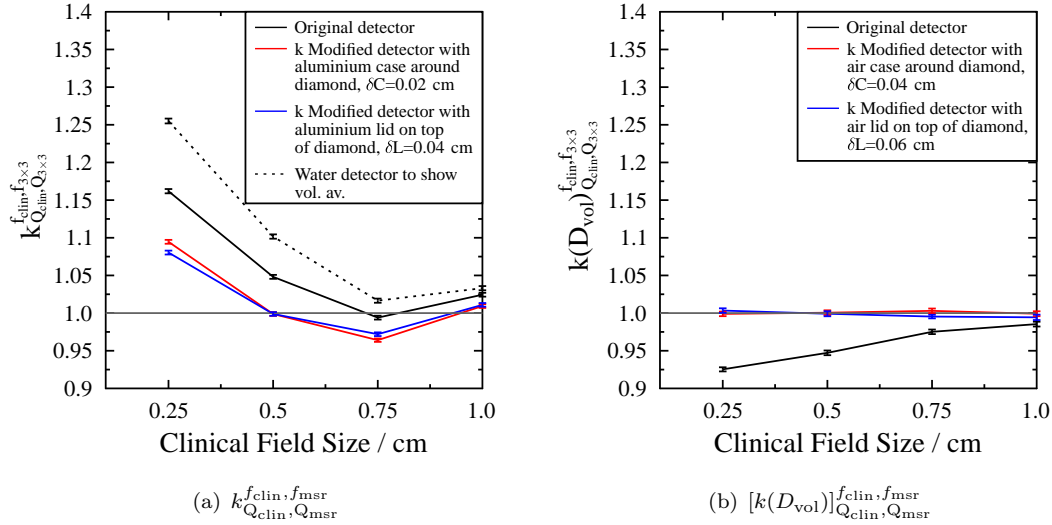 1.4
1.35
1.3
1.25
1.2
1.15
1.1
1.05
1.0
0.95
0.9
k f_clin,f_3×3 Q_clin,Q_3×3
Original detector
k Modified detector with
aluminium case around
diamond, δC=0.02 cm
k Modified detector with
aluminium lid on top
of diamond, δL=0.04 cm
Water detector to show
vol. av.
0.25 0.5 0.75 1.0
Clinical Field Size / cm
(a) k f_clin,f_msr Q_clin,Q_msr
1.4
1.35
1.3
1.25
1.2
1.15
1.1
1.05
1.0
0.95
0.9
k(D_vol) f_clin,f_3×3 Q_clin,Q_3×3
Original detector
k Modified detector with
air case around diamond,
δC=0.04 cm
k Modified detector with
air lid on top of diamond,
δL=0.06 cm
0.25 0.5 0.75 1.0
Clinical Field Size / cm
(b) [k(D_vol)] f_clin,f_msr Q_clin,Q_msr